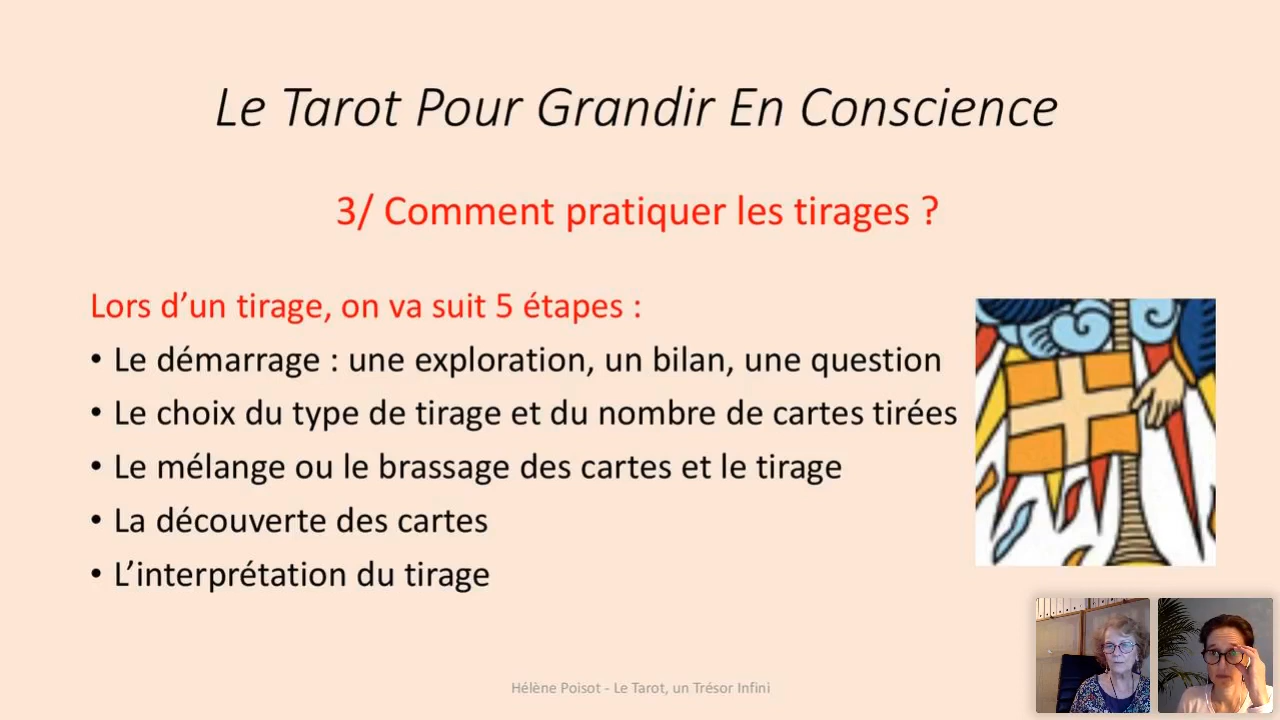 Le Tarot Pour Grandir En Conscience
3/ Comment pratiquer les tirages ?
Lors d’un tirage, on va suit 5 étapes :
• Le démarrage : une exploration, un bilan, une question
• Le choix du type de tirage et du nombre de cartes tirées
• Le mélange ou le brassage des cartes et le tirage
• La découverte des cartes
• L’interprétation du tirage
Hélène Poisot - Le Tarot, un Trésor Infini